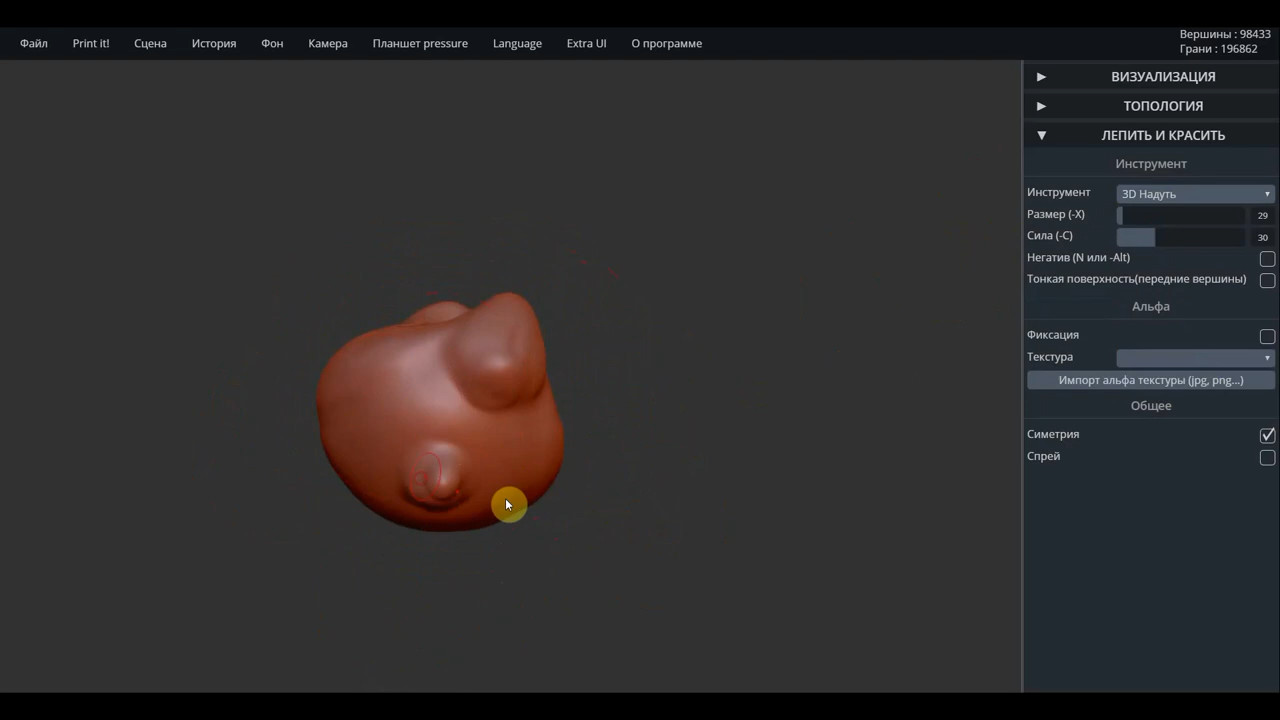 Файл Print it! Сцена История Фон Камера Планшет pressure Language Extra UI О программе
Вершины : 98433
Грани : 196862
ВИЗУАЛИЗАЦИЯ
ТОПОЛОГИЯ
ЛЕПИТЬ И КРАСИТЬ
Инструмент
Инструмент 3D Надуть
Размер (-X) 29
Сила (-C) 30
Негатив (N или -Alt)
Тонкая поверхность(передние вершины)
Альфа
Фиксация
Текстура
Импорт альфа текстуры (jpg, png...)
Общее
Симетрия
Спрей